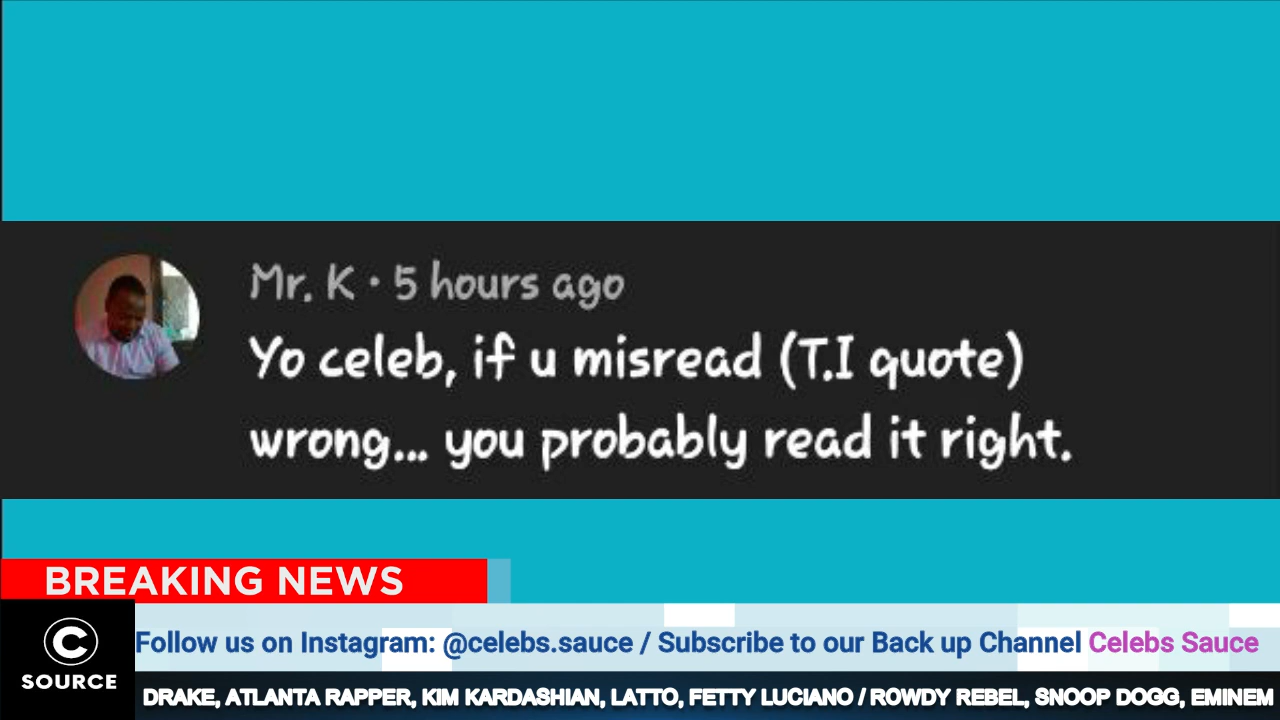 Mr. K • 5 hours ago
Yo celeb, if u misread (T.I quote)
wrong... you probably read it right.
BREAKING NEWS
C
SOURCE
Follow us on Instagram: @celebs.sauce / Subscribe to our Back up Channel Celebs Sauce
DRAKE, ATLANTA RAPPER, KIM KARDASHIAN, LATTO, FETTY LUCIANO / ROWDY REBEL, SNOOP DOGG, EMINEM